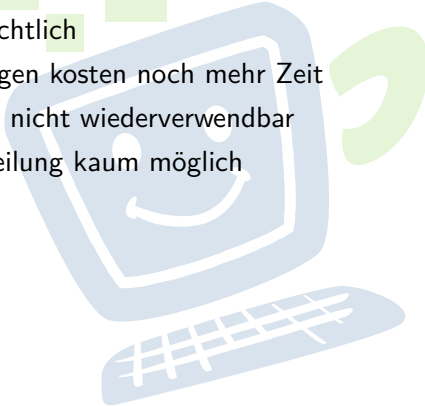 chtlich
gen kosten noch mehr Zeit
nicht wiederverwendbar
eilung kaum möglich